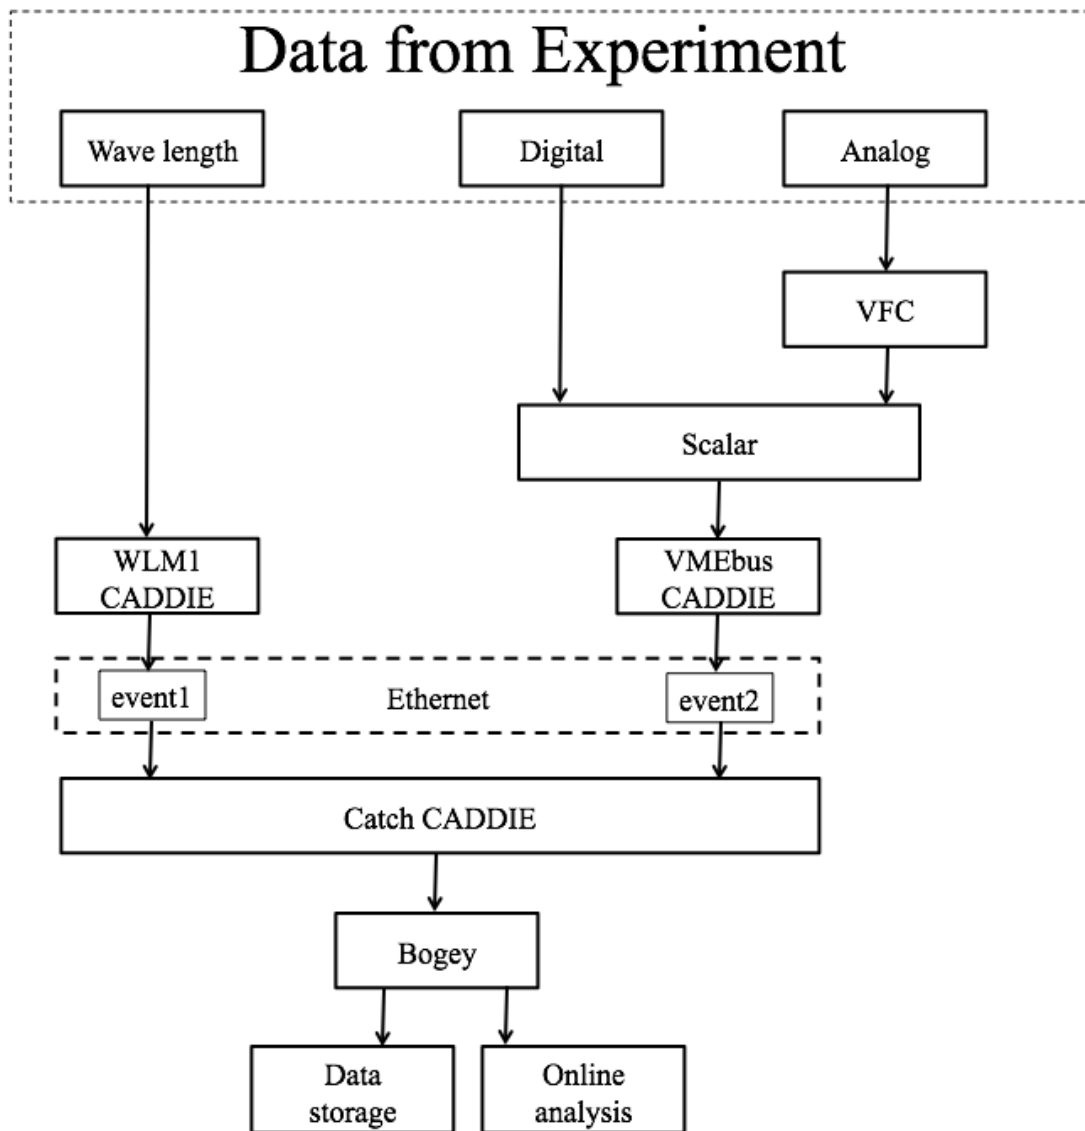 Data from Experiment
Wave length
Digital
Analog
VFC
Scalar
WLM1
CADDIE
VMEbus
CADDIE
event1
Ethernet
event2
Catch CADDIE
Bogey
Data
storage
Online
analysis